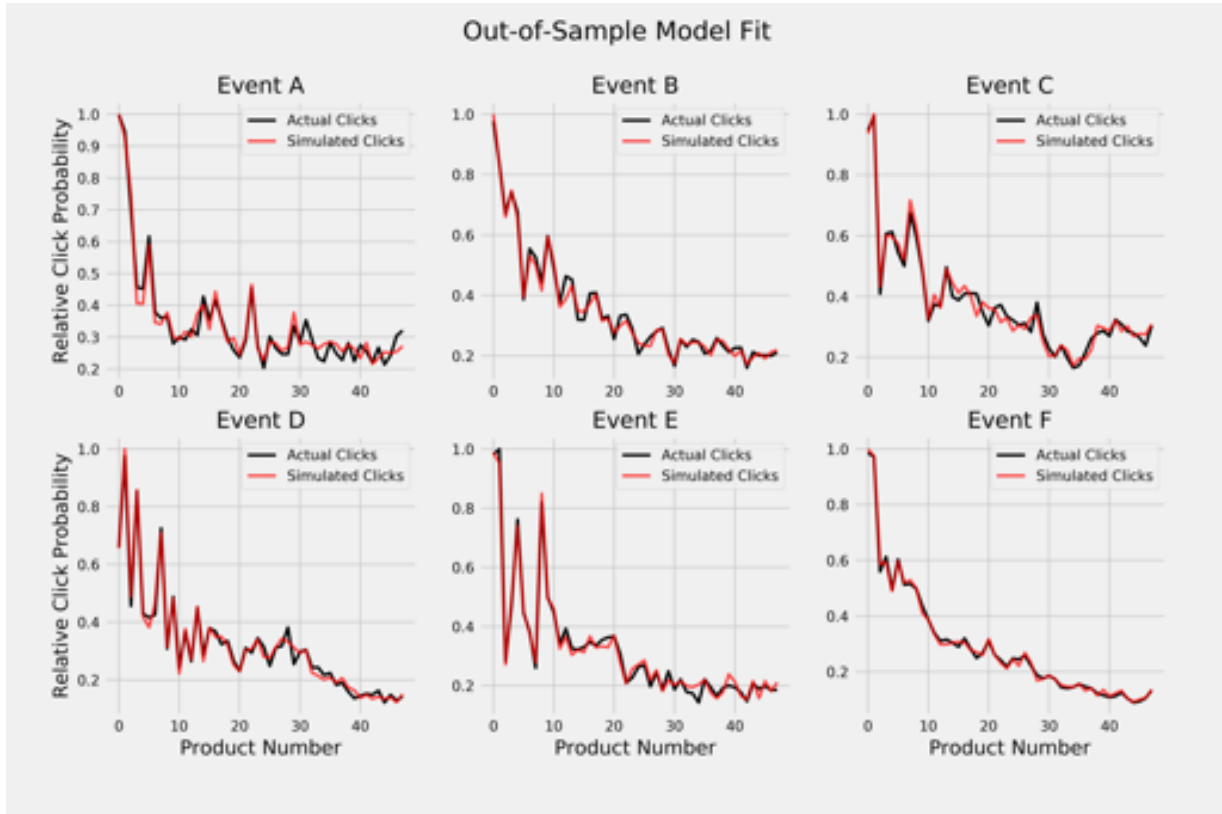 Out-of-Sample Model Fit
Event A
Event B
Event C
Relative Click Probability
1.0
0.9
0.8
0.7
0.6
0.5
0.4
0.3
0.2
Actual Clicks
Simulated Clicks
0 10 20 30 40
1.0
0.8
0.6
0.4
0.2
Actual Clicks
Simulated Clicks
0 10 20 30 40
1.0
0.8
0.6
0.4
0.2
Actual Clicks
Simulated Clicks
0 10 20 30 40
Event D
Event E
Event F
Relative Click Probability
1.0
0.8
0.6
0.4
0.2
Actual Clicks
Simulated Clicks
0 10 20 30 40
Product Number
1.0
0.8
0.6
0.4
0.2
Actual Clicks
Simulated Clicks
0 10 20 30 40
Product Number
1.0
0.8
0.6
0.4
0.2
Actual Clicks
Simulated Clicks
0 10 20 30 40
Product Number